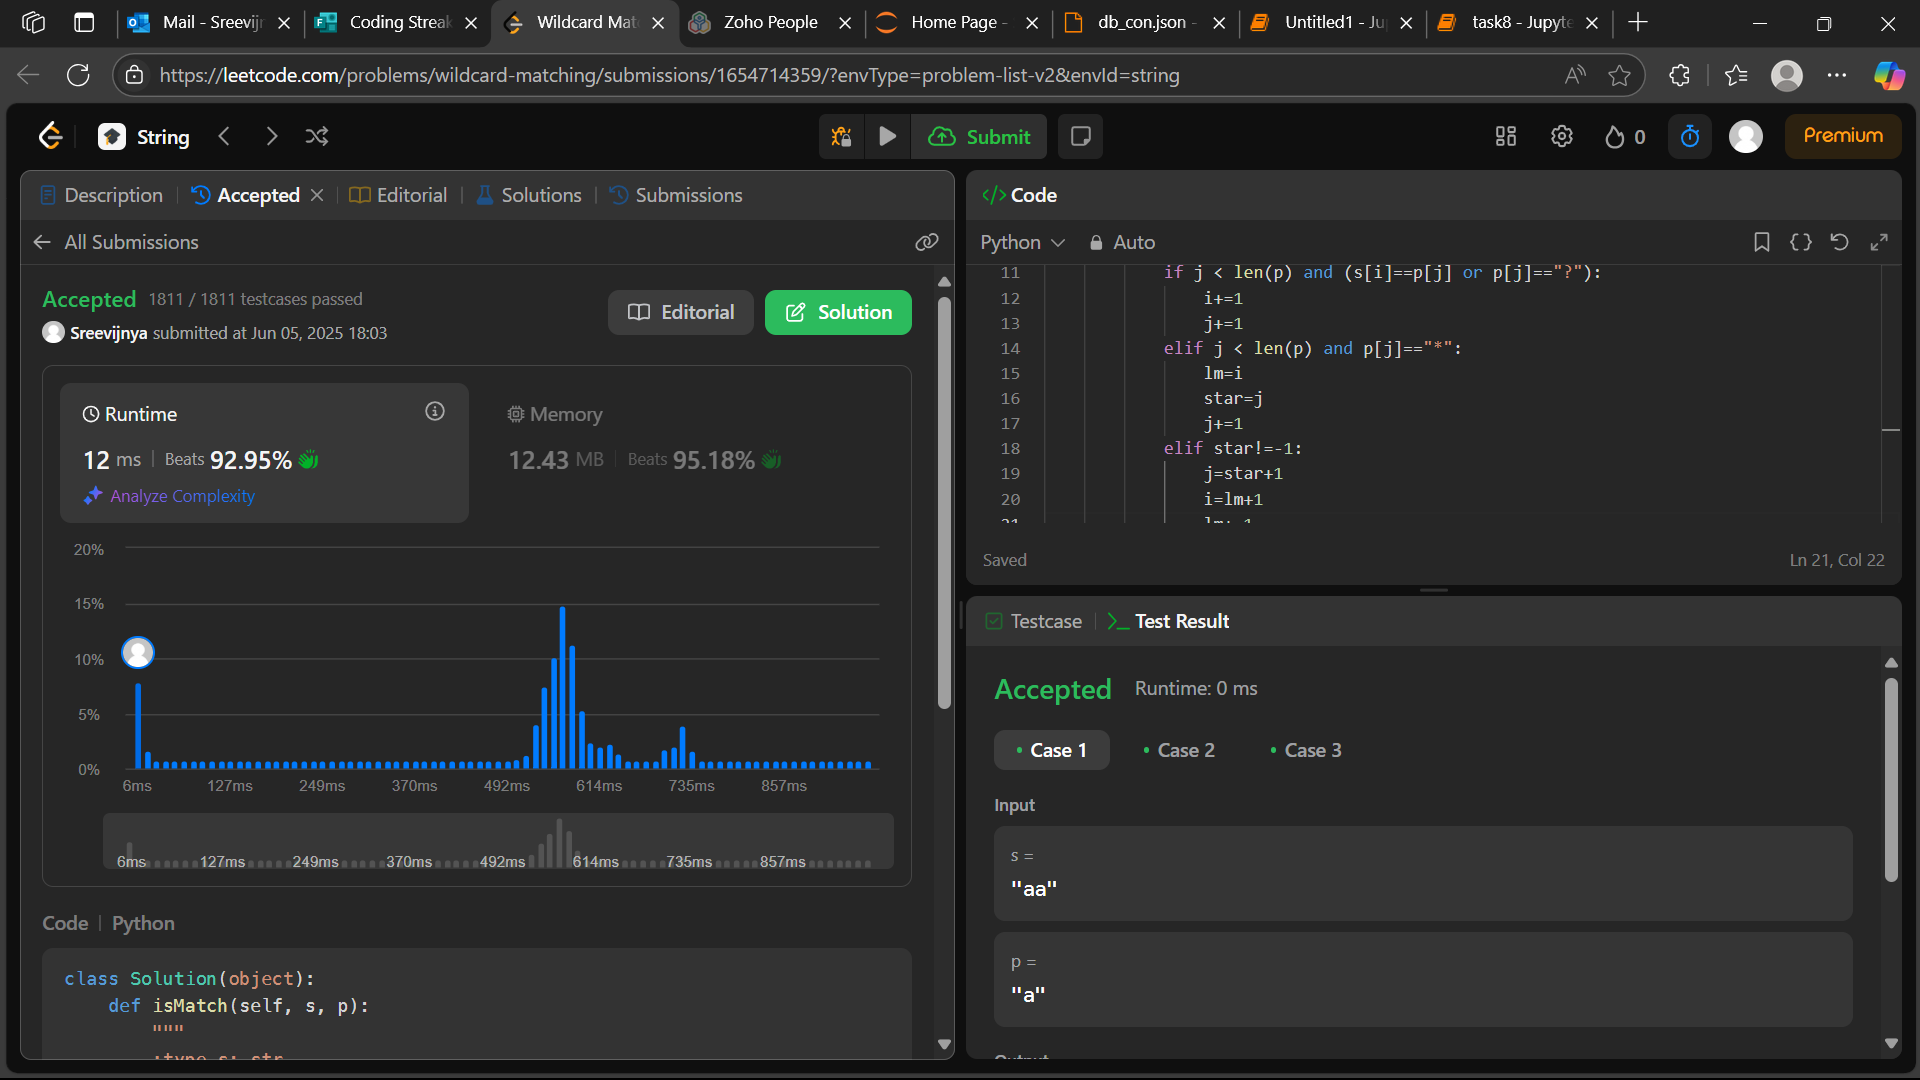 Mail - Sreevijn
Coding Streak
Wildcard Mat
Zoho People
Home Page -
db_con.json -
Untitled1 - Ju
task8 - Jupyte
https://leetcode.com/problems/wildcard-matching/submissions/1654714359/?envType=problem-list-v2&envId=string
String
Submit
0
Premium
Description
Accepted
Editorial
Solutions
Submissions
All Submissions
Accepted 1811 / 1811 testcases passed
Sreevijnya submitted at Jun 05, 2025 18:03
Editorial
Solution
Runtime
12 ms | Beats 92.95%
Analyze Complexity
Memory
12.43 MB | Beats 95.18%
20%
15%
10%
5%
0%
6ms 127ms 249ms 370ms 492ms 614ms 735ms 857ms
6ms 127ms 249ms 370ms 492ms 614ms 735ms 857ms
Code | Python
class Solution(object):
def isMatch(self, s, p):
"""
:type s: str
</> Code
Python
Auto
11 if j < len(p) and (s[i]==p[j] or p[j]=="?"):
12 i+=1
13 j+=1
14 elif j < len(p) and p[j]=="*":
15 lm=i
16 star=j
17 j+=1
18 elif star!=-1:
19 j=star+1
20 i=lm+1
21 lm+=1
Saved
Ln 21, Col 22
Testcase
Test Result
Accepted Runtime: 0 ms
Case 1
Case 2
Case 3
Input
s =
"aa"
p =
"a"
Output